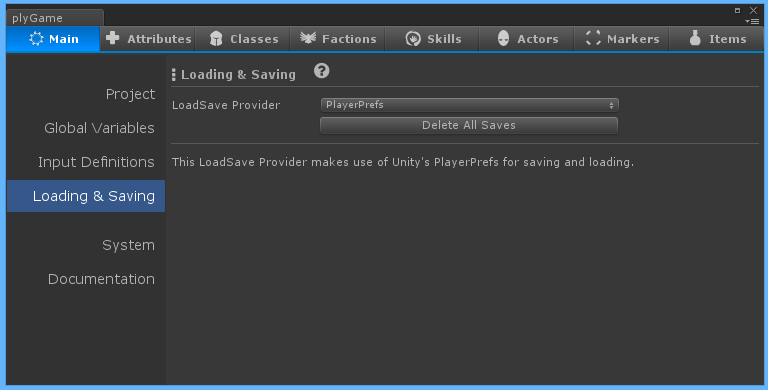 plyGame
Main Attributes Classes Factions Skills Actors Markers Items
Project
Global Variables
Input Definitions
Loading & Saving
System
Documentation
Loading & Saving ?
LoadSave Provider PlayerPrefs
Delete All Saves
This LoadSave Provider makes use of Unity's PlayerPrefs for saving and loading.